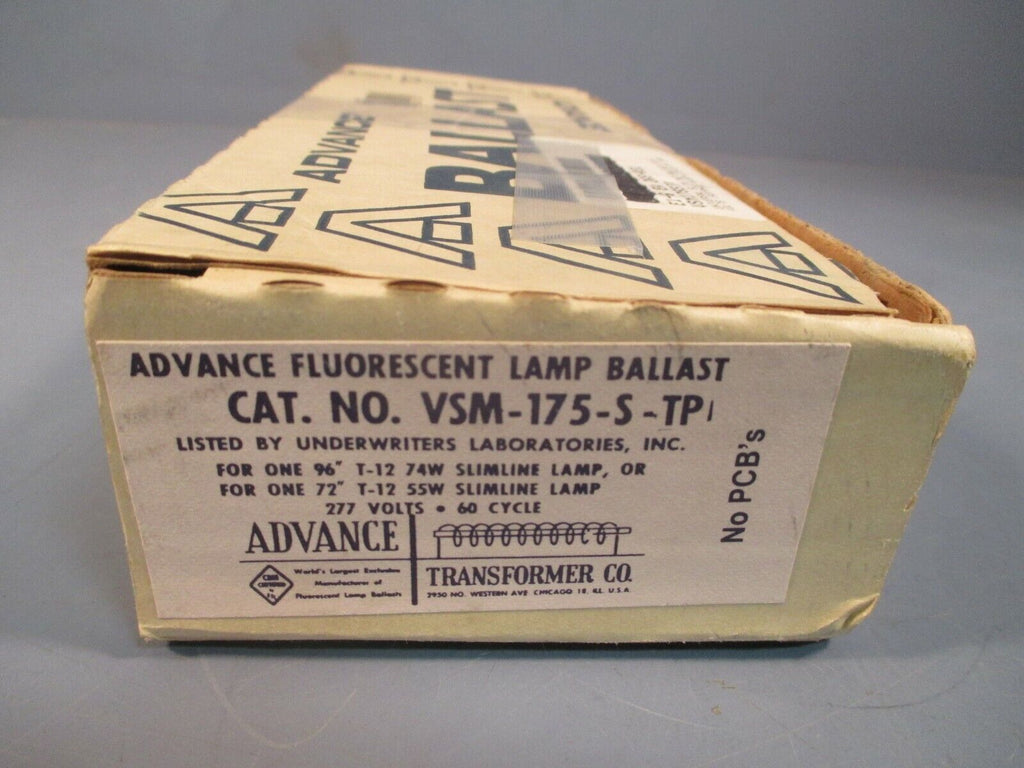 ADVANCE
BALLAST
ADVANCE FLUORESCENT LAMP BALLAST
CAT. NO. VSM-175-S-TP
LISTED BY UNDERWRITERS LABORATORIES, INC.
FOR ONE 96" T-12 74W SLIMLINE LAMP, OR
FOR ONE 72" T-12 55W SLIMLINE LAMP
277 VOLTS • 60 CYCLE
No PCB's
ADVANCE
TRANSFORMER CO.
World's Largest Exclusive
Manufacturer of
Fluorescent Lamp Ballasts
2950 NO. WESTERN AVE CHICAGO 18, ILL. U.S.A.